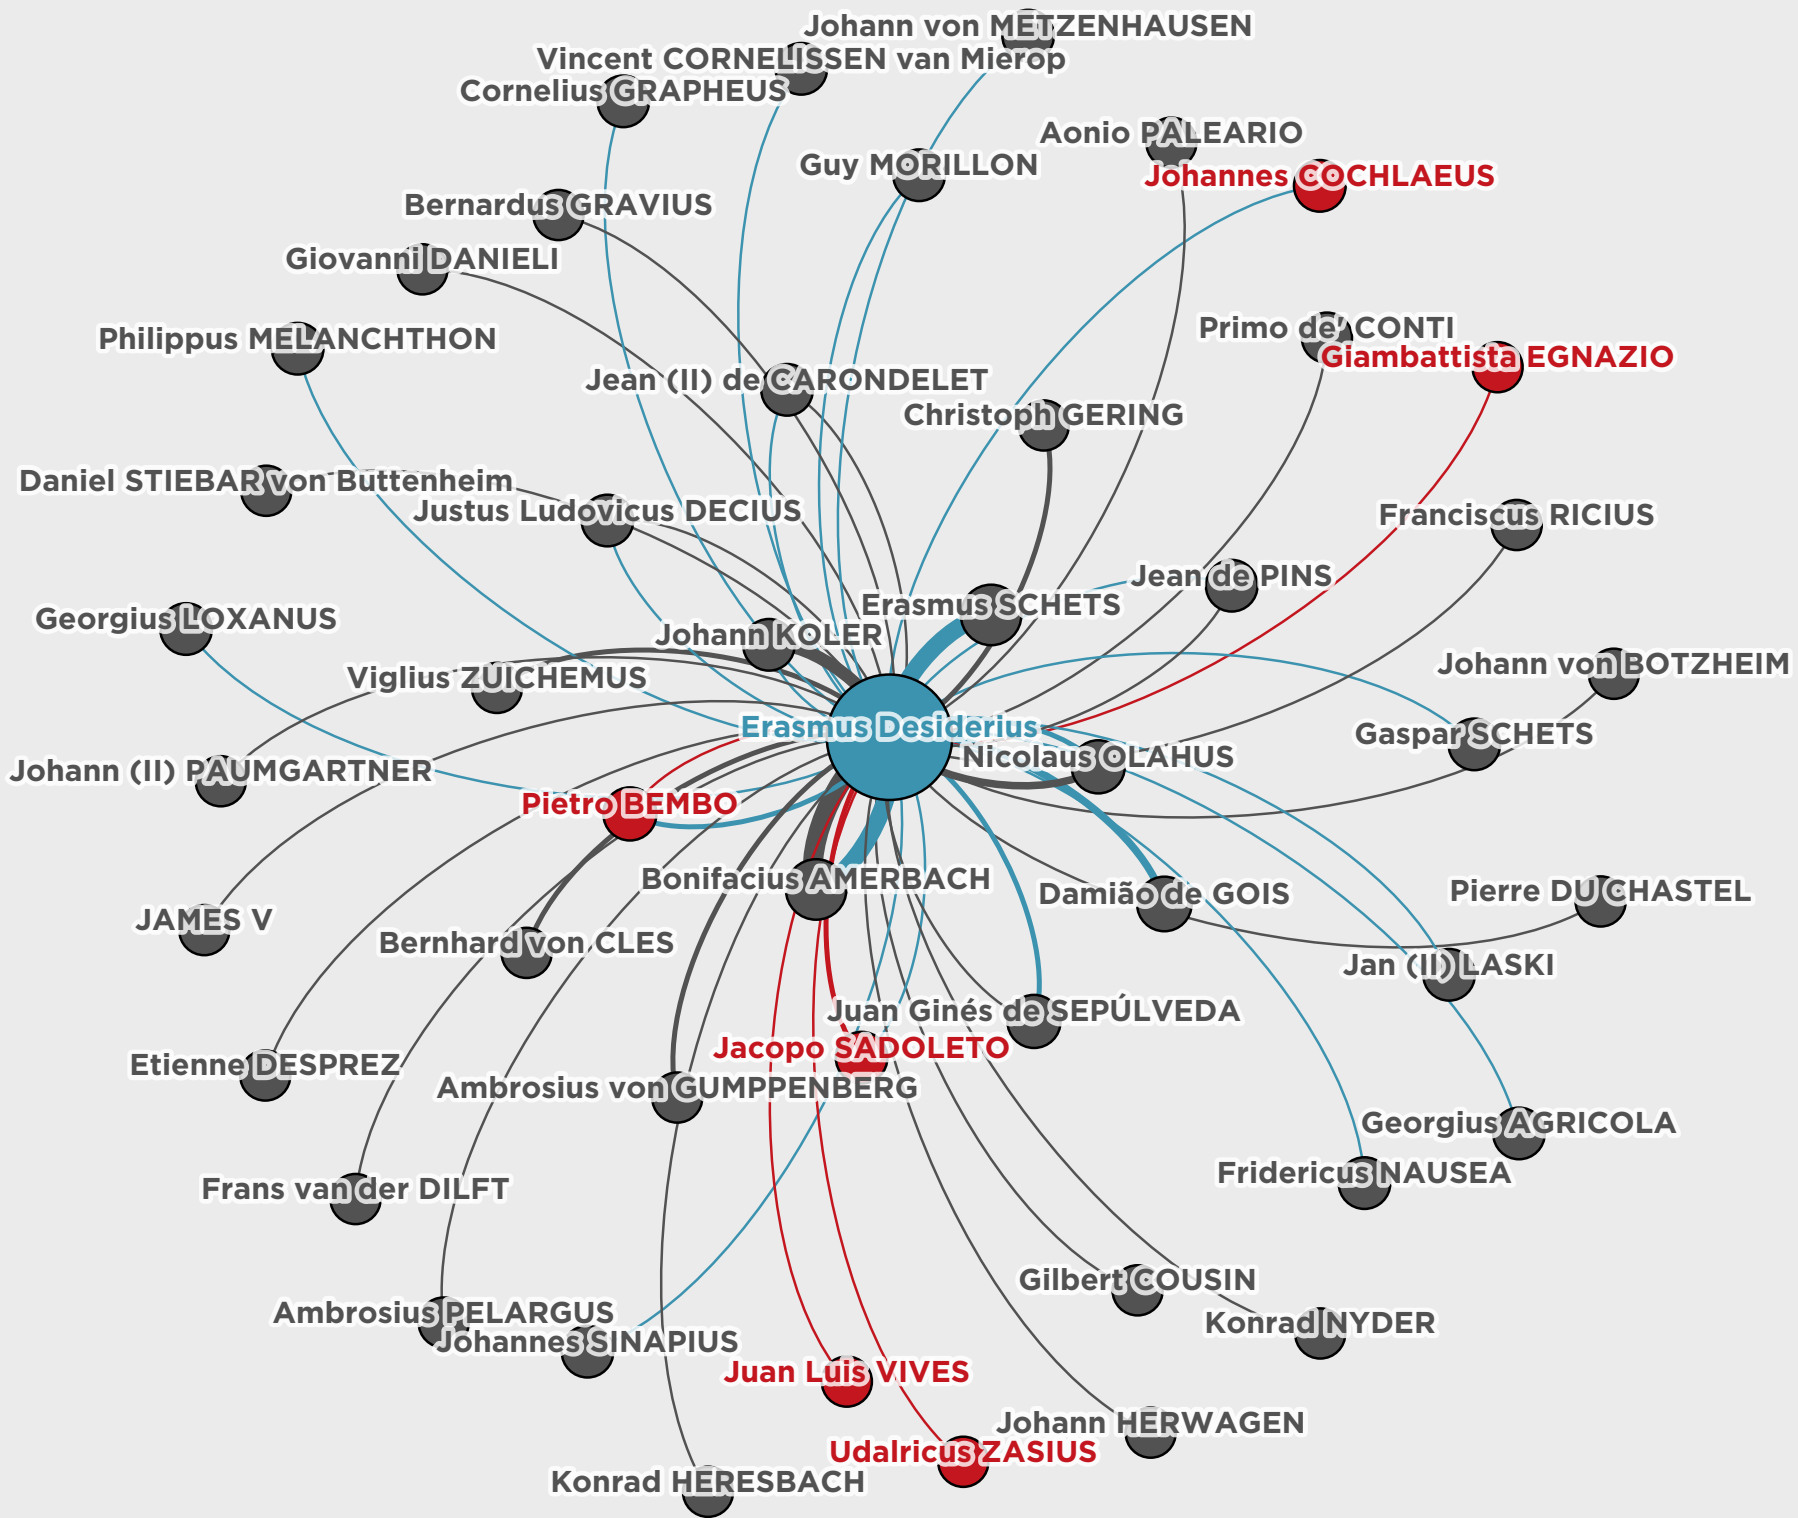 Johann von METZENHAUSEN
Vincent CORNELISSEN van Mierop
Cornelius GRAPHEUS
Aonio PALEARIO
Guy MORILLON
Johannes COCHLAEUS
Bernardus GRAVIUS
Giovanni DANIELI
Primo de' CONTI
Philippus MELANCHTHON
Giambattista EGNAZIO
Jean (II) de CARONDELET
Christoph GERING
Daniel STIEBAR von Buttenheim
Justus Ludovicus DECIUS
Franciscus RICIUS
Jean de PINS
Erasmus SCHETS
Georgius LOXANUS
Johann KOLER
Johann von BOTZHEIM
Viglius ZUICHEMUS
Erasmus Desiderius
Gaspar SCHETS
Nicolaus OLAHUS
Johann (II) PAUMGARTNER
Pietro BEMBO
Bonifacius AMERBACH
Damião de GOIS
Pierre DU CHASTEL
JAMES V
Bernhard von CLES
Jan (II) LASKI
Juan Ginés de SEPÚLVEDA
Jacopo SADOLETO
Etienne DESPREZ
Ambrosius von GUMPPENBERG
Georgius AGRICOLA
Fridericus NAUSEA
Frans van der DILFT
Gilbert COUSIN
Ambrosius PELARGUS
Konrad NYDER
Johannes SINAPIUS
Juan Luis VIVES
Johann HERWAGEN
Udalricus ZASIUS
Konrad HERESBACH